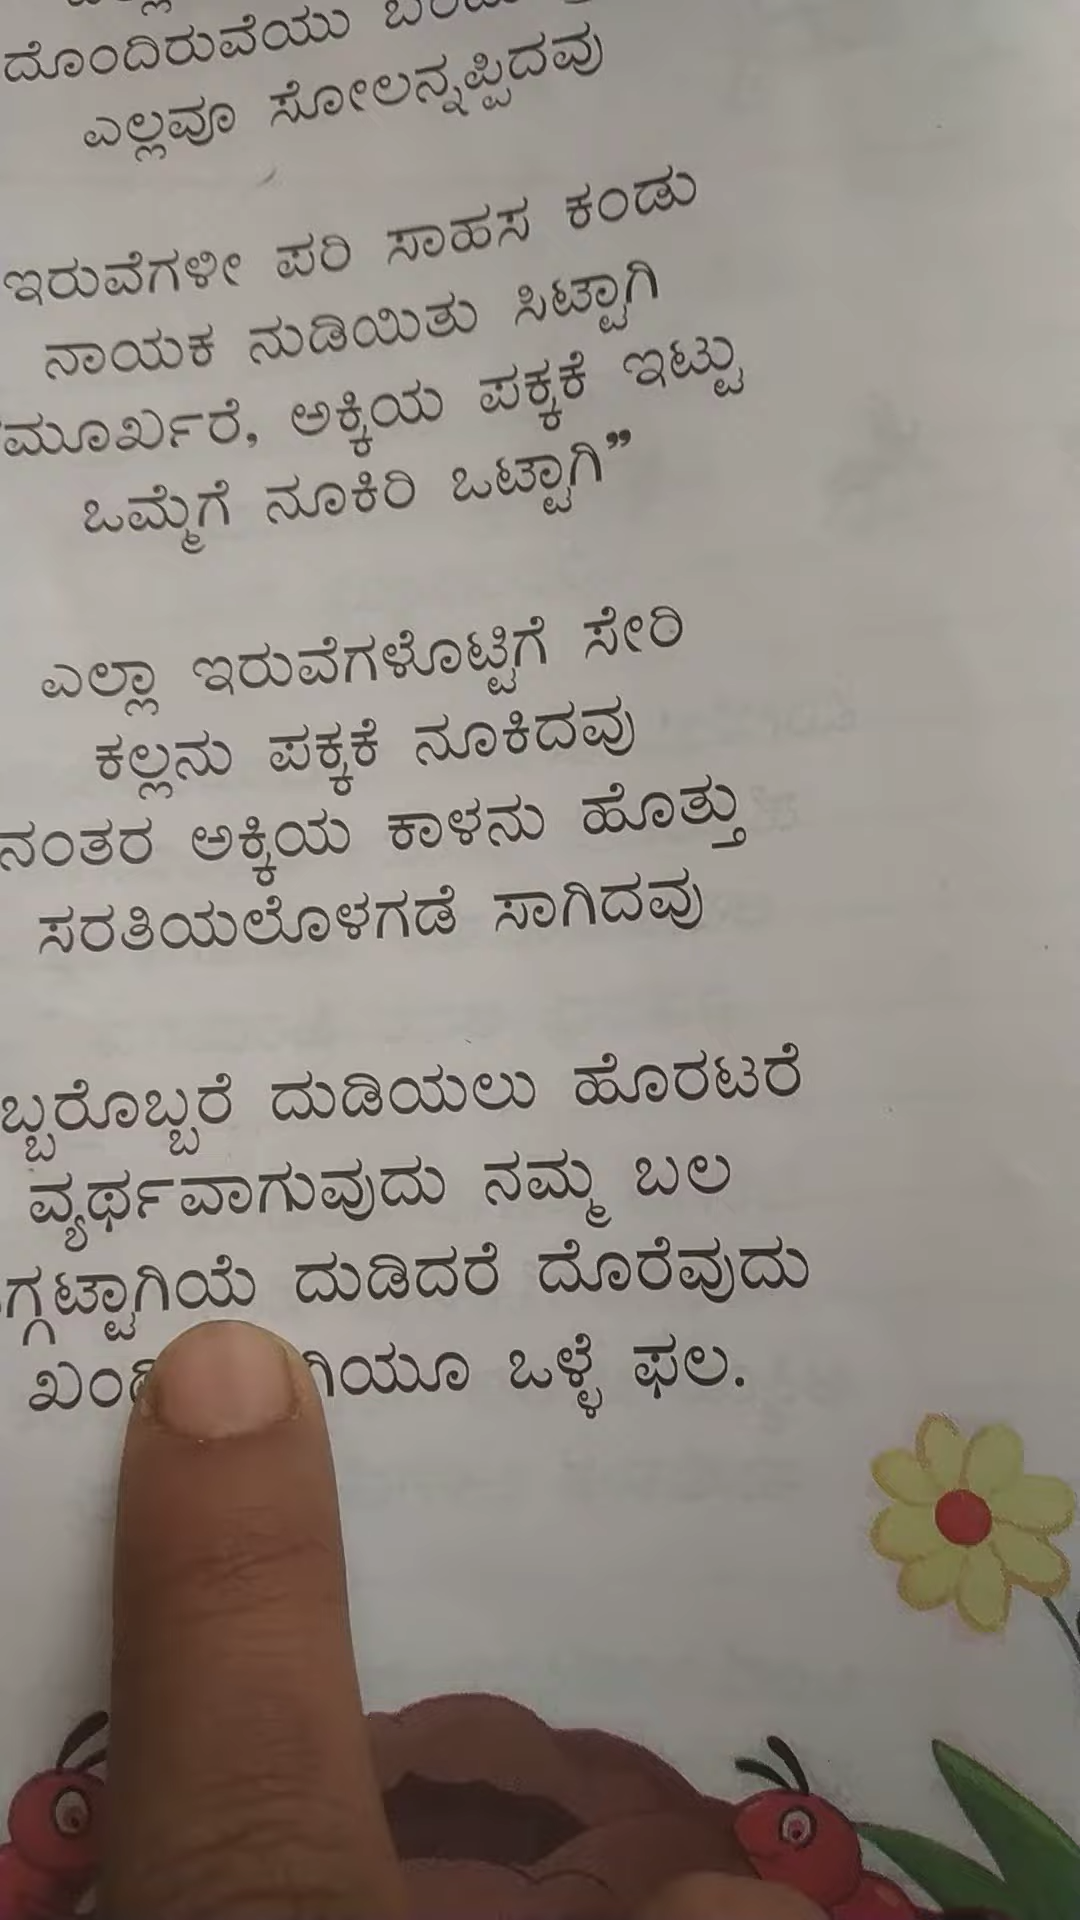 ದೊಂದಿರುವೆಯು
ಎಲ್ಲವೂ ಸೋಲನ್ನಪ್ಪಿದವು
ಇರುವೆಗಳೀ ಪರಿ ಸಾಹಸ ಕಂಡು
ನಾಯಕ ನುಡಿಯಿತು ಸಿಟ್ಟಾಗಿ
ಮೂರ್ಖರೆ, ಅಕ್ಕಿಯ ಪಕ್ಕಕೆ ಇಟ್ಟು
ಒಮ್ಮೆಗೆ ನೂಕಿರಿ ಒಟ್ಟಾಗಿ”
ಎಲ್ಲಾ ಇರುವೆಗಳೊಟ್ಟಿಗೆ ಸೇರಿ
ಕಲ್ಲನು ಪಕ್ಕಕೆ ನೂಕಿದವು
ನಂತರ ಅಕ್ಕಿಯ ಕಾಳನು ಹೊತ್ತು
ಸರತಿಯಲೊಳಗಡೆ ಸಾಗಿದವು
ಬ್ಬರೊಬ್ಬರೆ ದುಡಿಯಲು ಹೊರಟರೆ
ವ್ಯರ್ಥವಾಗುವುದು ನಮ್ಮ ಬಲ
ಗ್ಗಟ್ಟಾಗಿಯೆ ದುಡಿದರೆ ದೊರೆವುದು
ಒಳ್ಳೆ ಫಲ.